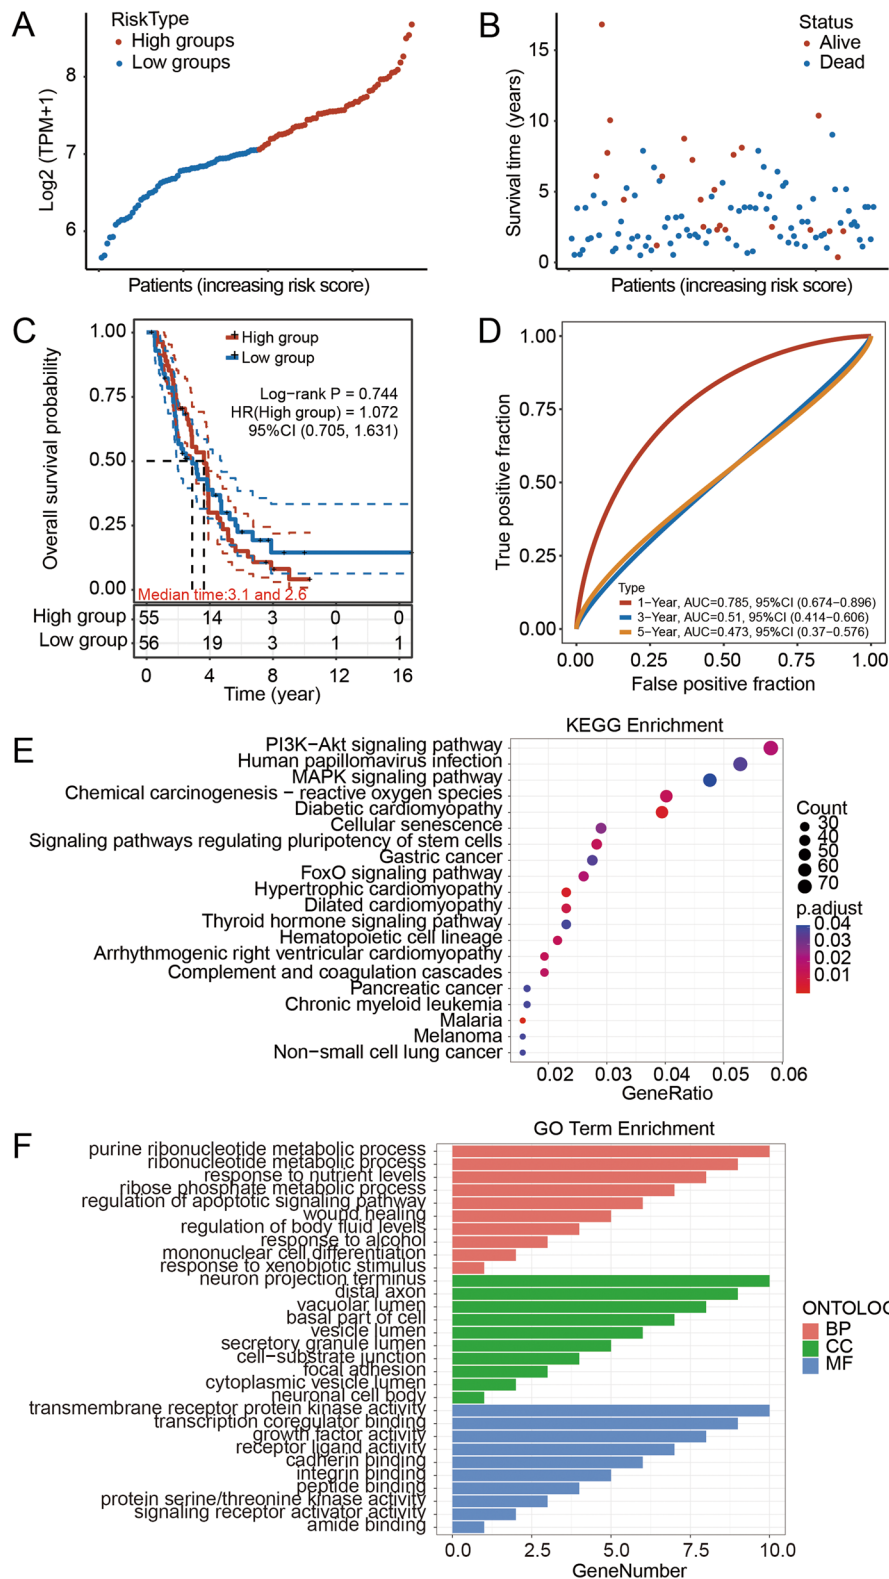 A
RiskType
High groups
Low groups
Log2 (TPM+1)
8
7
6
Patients (increasing risk score)
B
Status
Alive
Dead
Survival time (years)
15
10
5
0
Patients (increasing risk score)
C
Overall survival probability
1.00
0.75
0.50
0.25
0.00
High group
Low group
Log−rank P = 0.744
HR(High group) = 1.072
95%CI (0.705, 1.631)
Median time:3.1 and 2.6
High group 55 14 3 0 0
Low group 56 19 3 1 1
0 4 8 12 16
Time (year)
D
True positive fraction
1.00
0.75
0.50
0.25
0.00
Type
1−Year, AUC=0.785, 95%CI (0.674−0.896)
3−Year, AUC=0.51, 95%CI (0.414−0.606)
5−Year, AUC=0.473, 95%CI (0.37−0.576)
0.00 0.25 0.50 0.75 1.00
False positive fraction
E
KEGG Enrichment
PI3K−Akt signaling pathway
Human papillomavirus infection
MAPK signaling pathway
Chemical carcinogenesis − reactive oxygen species
Diabetic cardiomyopathy
Cellular senescence
Signaling pathways regulating pluripotency of stem cells
Gastric cancer
FoxO signaling pathway
Hypertrophic cardiomyopathy
Dilated cardiomyopathy
Thyroid hormone signaling pathway
Hematopoietic cell lineage
Arrhythmogenic right ventricular cardiomyopathy
Complement and coagulation cascades
Pancreatic cancer
Chronic myeloid leukemia
Malaria
Melanoma
Non−small cell lung cancer
0.02 0.03 0.04 0.05 0.06
GeneRatio
Count
30
40
50
60
70
p.adjust
0.04
0.03
0.02
0.01
F
GO Term Enrichment
purine ribonucleotide metabolic process
ribonucleotide metabolic process
response to nutrient levels
ribose phosphate metabolic process
regulation of apoptotic signaling pathway
wound healing
regulation of body fluid levels
response to alcohol
mononuclear cell differentiation
response to xenobiotic stimulus
neuron projection terminus
distal axon
vacuolar lumen
basal part of cell
vesicle lumen
secretory granule lumen
cell−substrate junction
focal adhesion
cytoplasmic vesicle lumen
neuronal cell body
transmembrane receptor protein kinase activity
transcription coregulator binding
growth factor activity
receptor ligand activity
cadherin binding
integrin binding
peptide binding
protein serine/threonine kinase activity
signaling receptor activator activity
amide binding
0.0 2.5 5.0 7.5 10.0
GeneNumber
ONTOLOG
BP
CC
MF